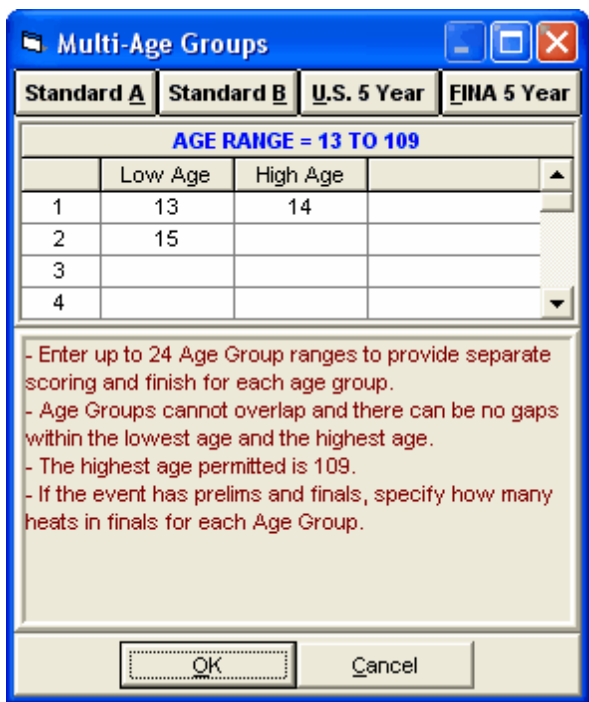 Multi-Age Groups
Standard A Standard B U.S. 5 Year FINA 5 Year
AGE RANGE = 13 TO 109
Low Age High Age
1 13 14
2 15
3
4
- Enter up to 24 Age Group ranges to provide separate
scoring and finish for each age group.
- Age Groups cannot overlap and there can be no gaps
within the lowest age and the highest age.
- The highest age permitted is 109.
- If the event has prelims and finals, specify how many
heats in finals for each Age Group.
OK Cancel